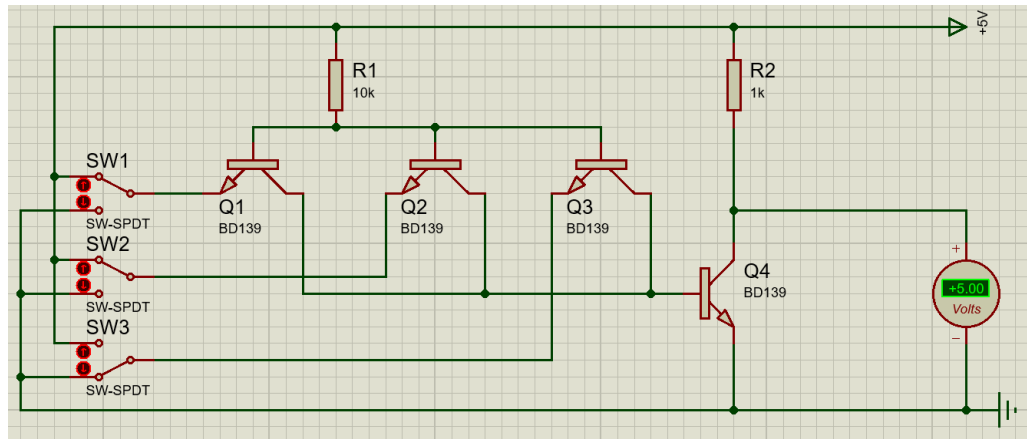 +5V
R1
10k
R2
1k
SW1
SW-SPDT
SW2
SW-SPDT
SW3
SW-SPDT
Q1
BD139
Q2
BD139
Q3
BD139
Q4
BD139
+
+5.00
Volts